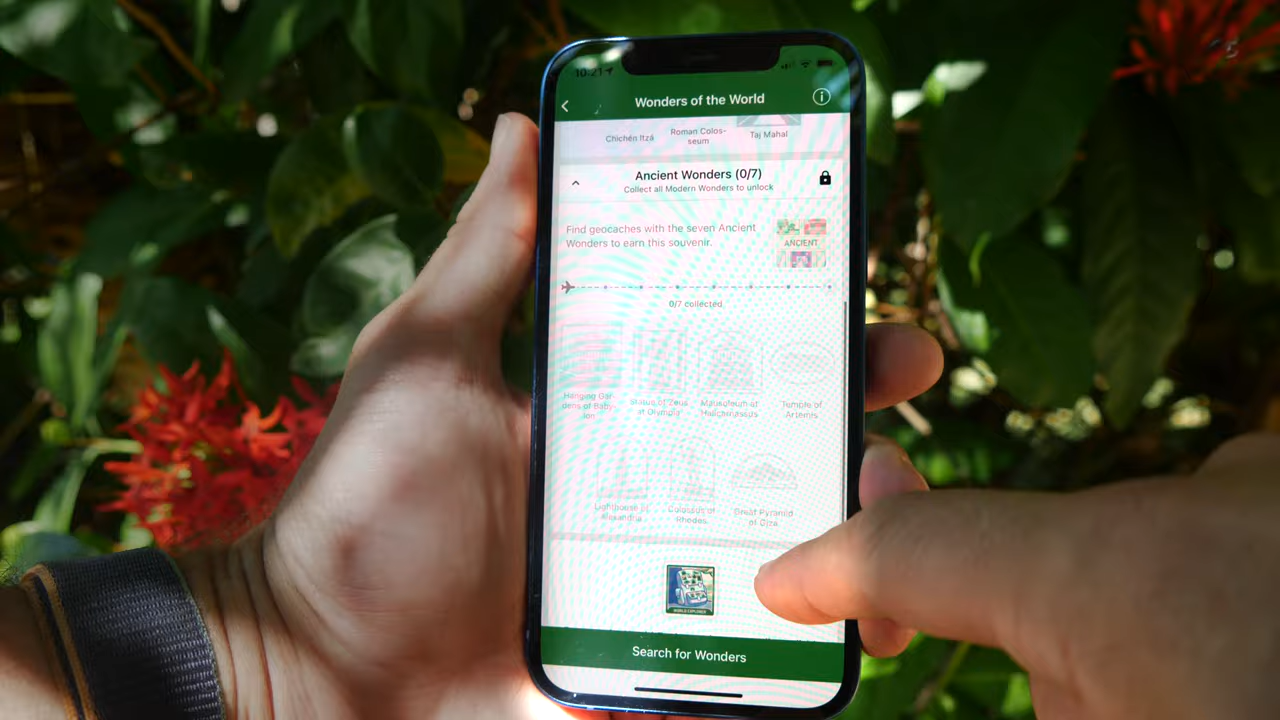 10:21
Wonders of the World
Chichén Itzá
Roman Colos-
seum
Taj Mahal
Ancient Wonders (0/7)
Collect all Modern Wonders to unlock
Find geocaches with the seven Ancient
Wonders to earn this souvenir.
ANCIENT
0/7 collected
Hanging Gar-
dens of Baby-
lon
Statue of Zeus
at Olympia
Mausoleum at
Halicarnassus
Temple of
Artemis
Lighthouse of
Alexandria
Colossus of
Rhodes
Great Pyramid
of Giza
WORLD EXPLORER
Search for Wonders